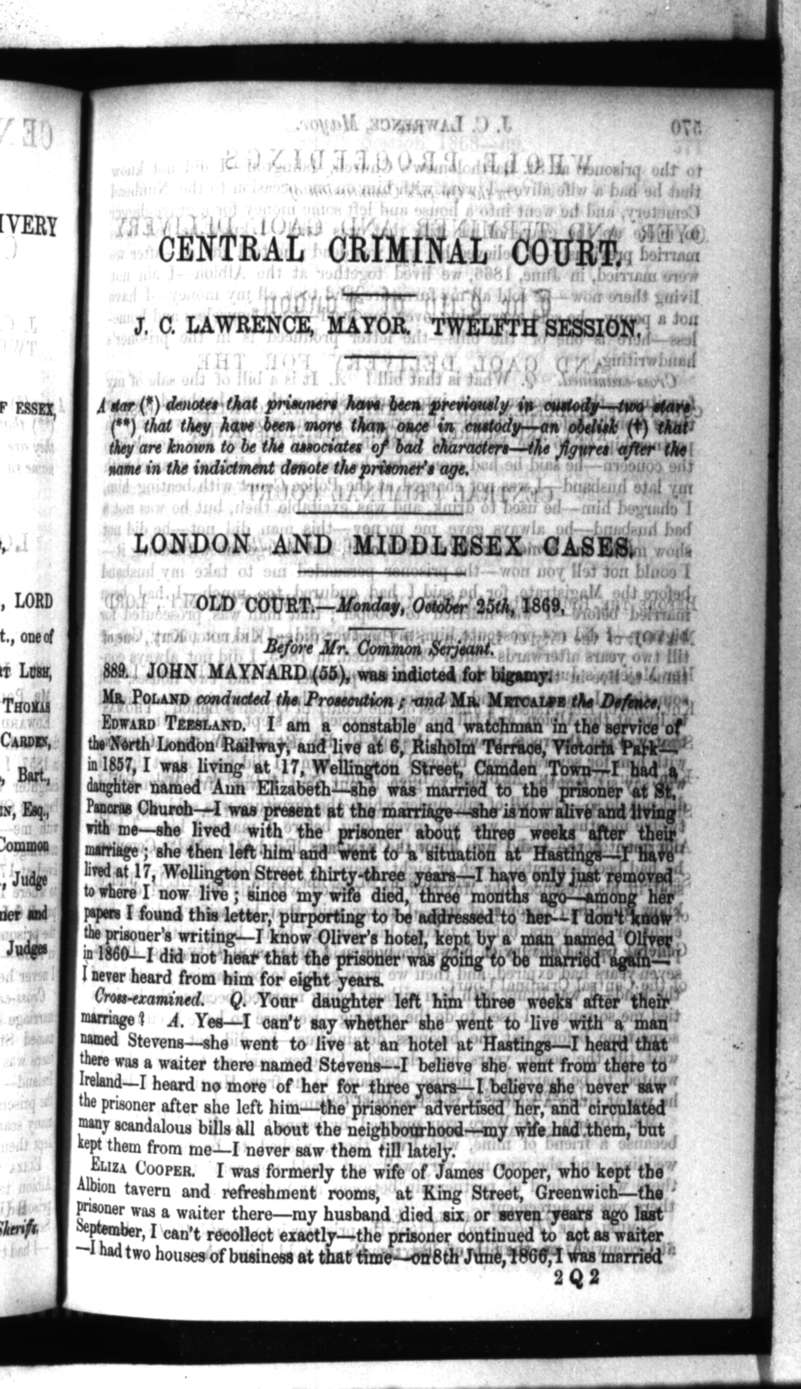 CENTRAL CRIMINAL COURT.
J. C. LAWRENCE, MAYOR. TWELFTH SESSION.
A star (*) denotes that prisoners have been previously in custody—two stars
(**) that they have been more than once in custody—an obelisk (†) that
they are known to be the associates of bad characters—the figures after the
name in the indictment denote the prisoner's age.
LONDON AND MIDDLESEX CASES.
OLD COURT.—Monday, October 25th, 1869.
Before Mr. Common Serjeant.
889. JOHN MAYNARD (55), was indicted for bigamy.
MR. POLAND conducted the Prosecution; and MR. METCALFE the Defence.
EDWARD TEESLAND. I am a constable and watchman in the service of
the North London Railway, and live at 6, Risholm Terrace, Victoria Park—
in 1857, I was living at 17, Wellington Street, Camden Town—I had a
daughter named Ann Elizabeth—she was married to the prisoner at St.
Pancras Church—I was present at the marriage—she is now alive and living
with me—she lived with the prisoner about three weeks after their
marriage; she then left him and went to a situation at Hastings—I have
lived at 17, Wellington Street thirty-three years—I have only just removed
to where I now live; since my wife died, three months ago—among her
papers I found this letter, purporting to be addressed to her—I don't know
the prisoner's writing—I know Oliver's hotel, kept by a man named Oliver
in 1860—I did not hear that the prisoner was going to be married again—
I never heard from him for eight years.
Cross-examined. Q. Your daughter left him three weeks after their
marriage? A. Yes—I can't say whether she went to live with a man
named Stevens—she went to live at an hotel at Hastings—I heard that
there was a waiter there named Stevens—I believe she went from there to
Ireland—I heard no more of her for three years—I believe she never saw
the prisoner after she left him—the prisoner advertised her, and circulated
many scandalous bills all about the neighbourhood—my wife had them, but
kept them from me—I never saw them till lately.
ELIZA COOPER. I was formerly the wife of James Cooper, who kept the
Albion tavern and refreshment rooms, at King Street, Greenwich—the
prisoner was a waiter there—my husband died six or seven years ago last
September, I can't recollect exactly—the prisoner continued to act as waiter
—I had two houses of business at that time—on 8th June, 1866, I was married
2 Q 2
IVERY
F ESSEX,
, LORD
t., one of
LUSH,
THOMAS
CARDEN,
, Bart.,
Esq.,
Common
, Judge
and
Judges
Sheriffs.